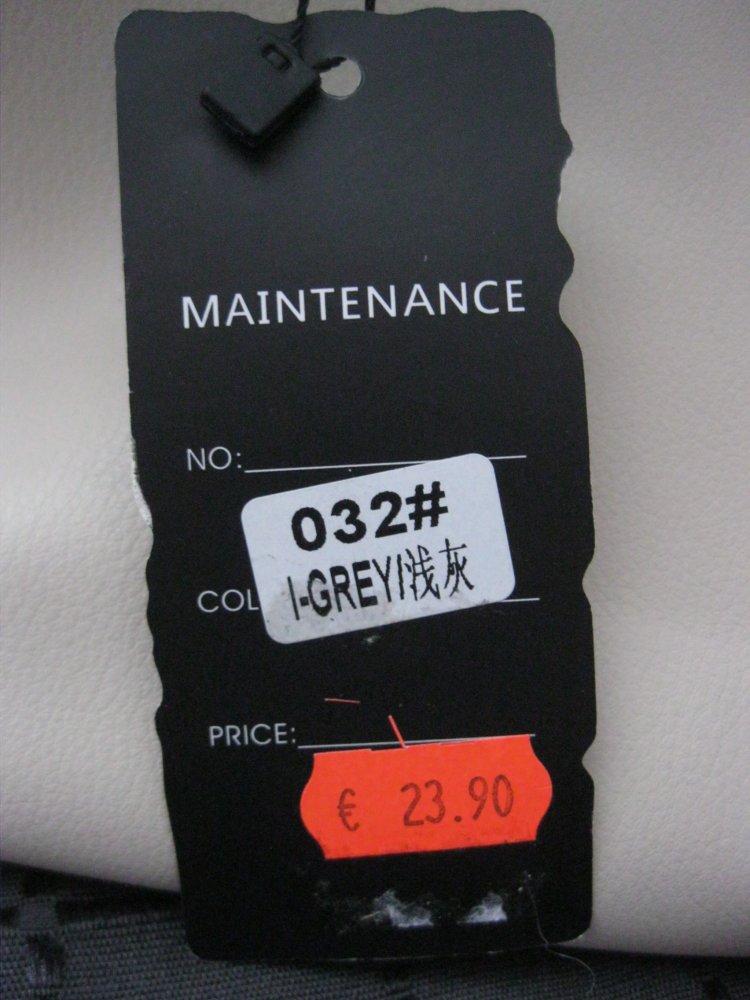 MAINTENANCE
NO:
032#
COL
I-GREY/浅灰
PRICE:
€ 23.90